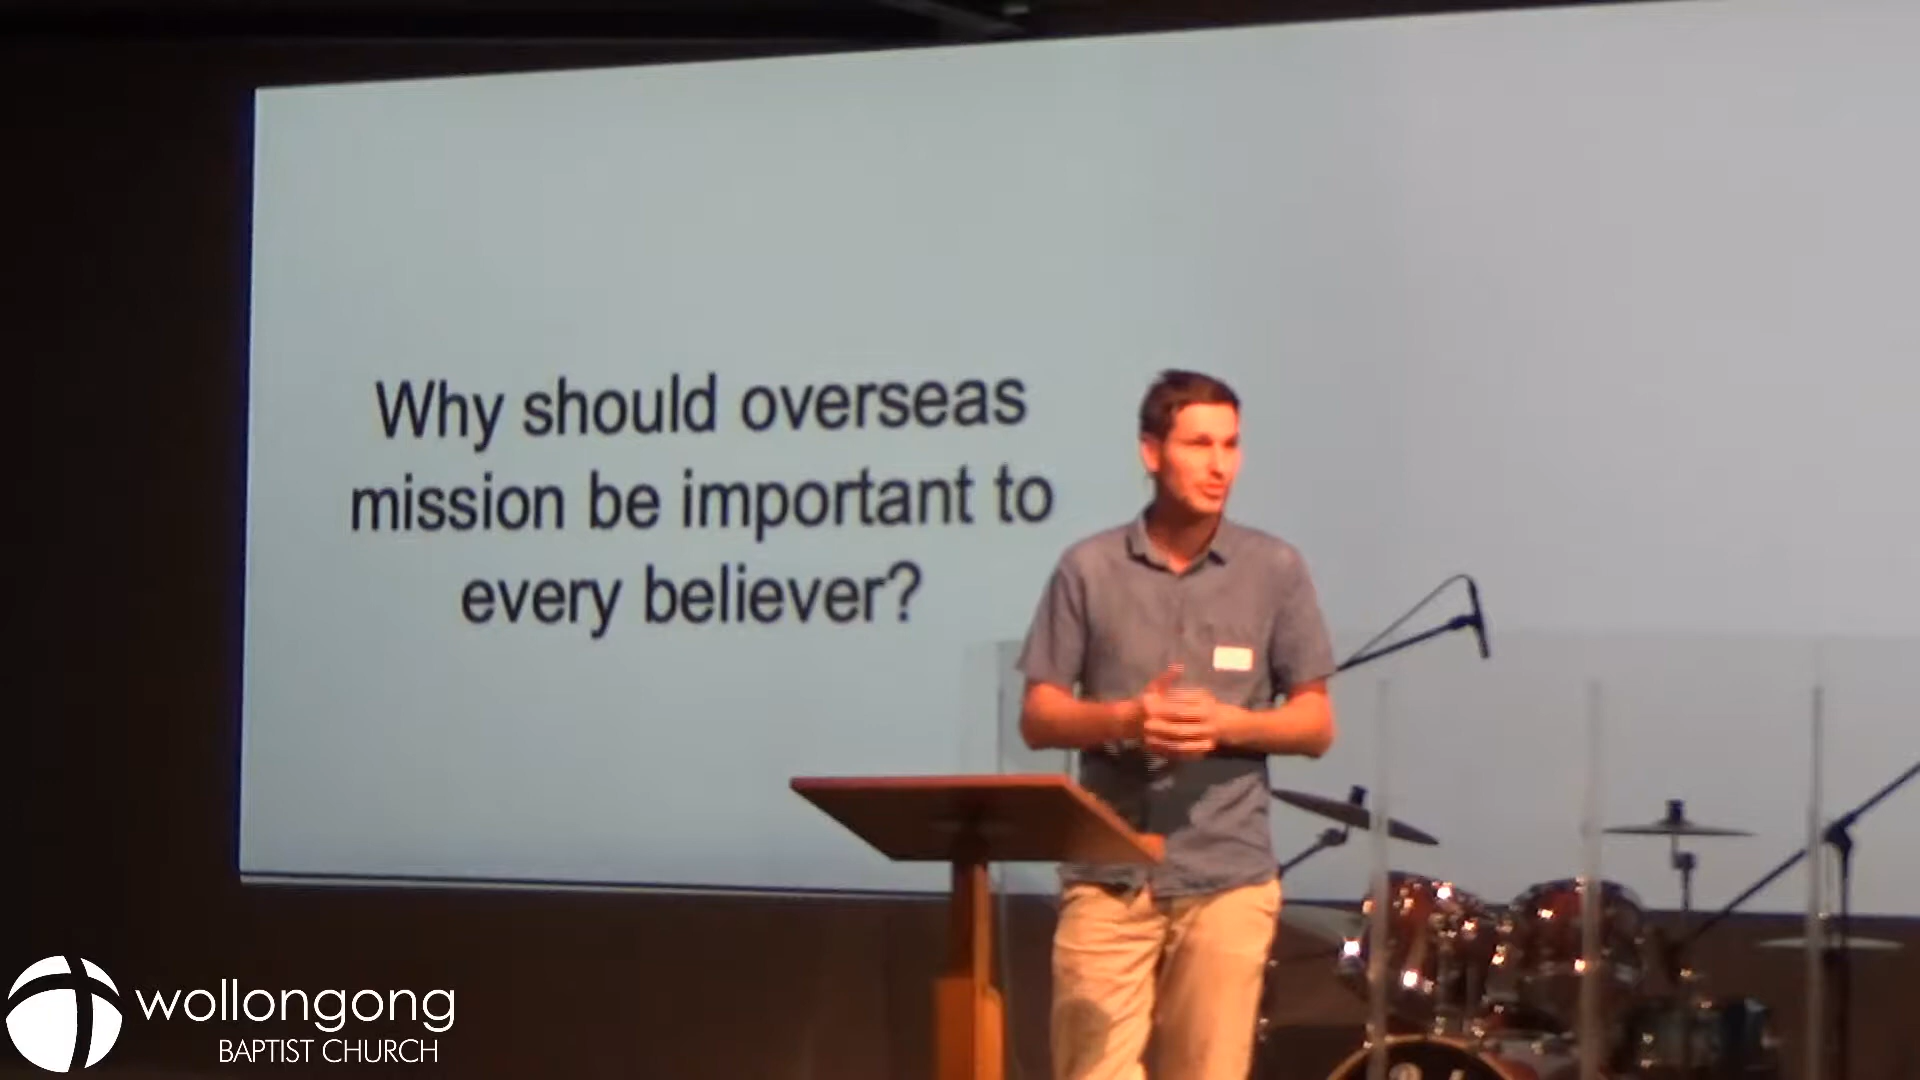 Why should overseas
mission be important to
every believer?
wollongong
BAPTIST CHURCH